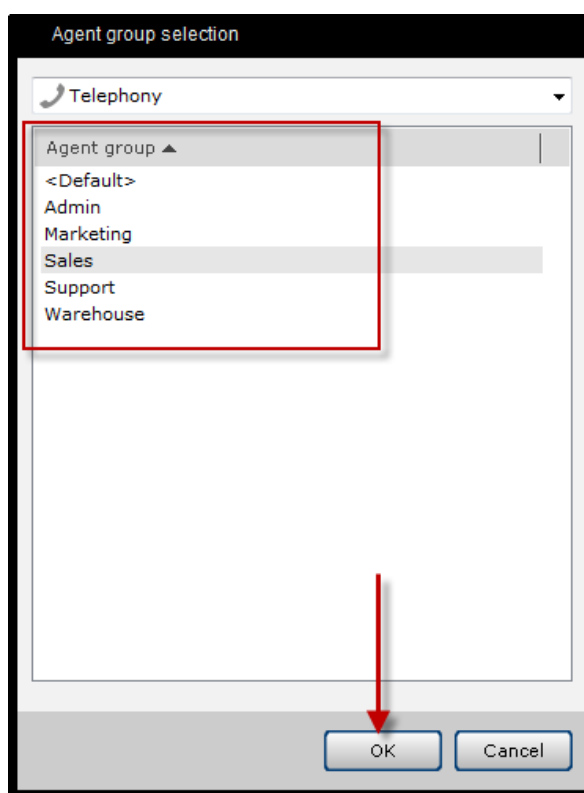 Agent group selection
Telephony
Agent group
<Default>
Admin
Marketing
Sales
Support
Warehouse
OK
Cancel